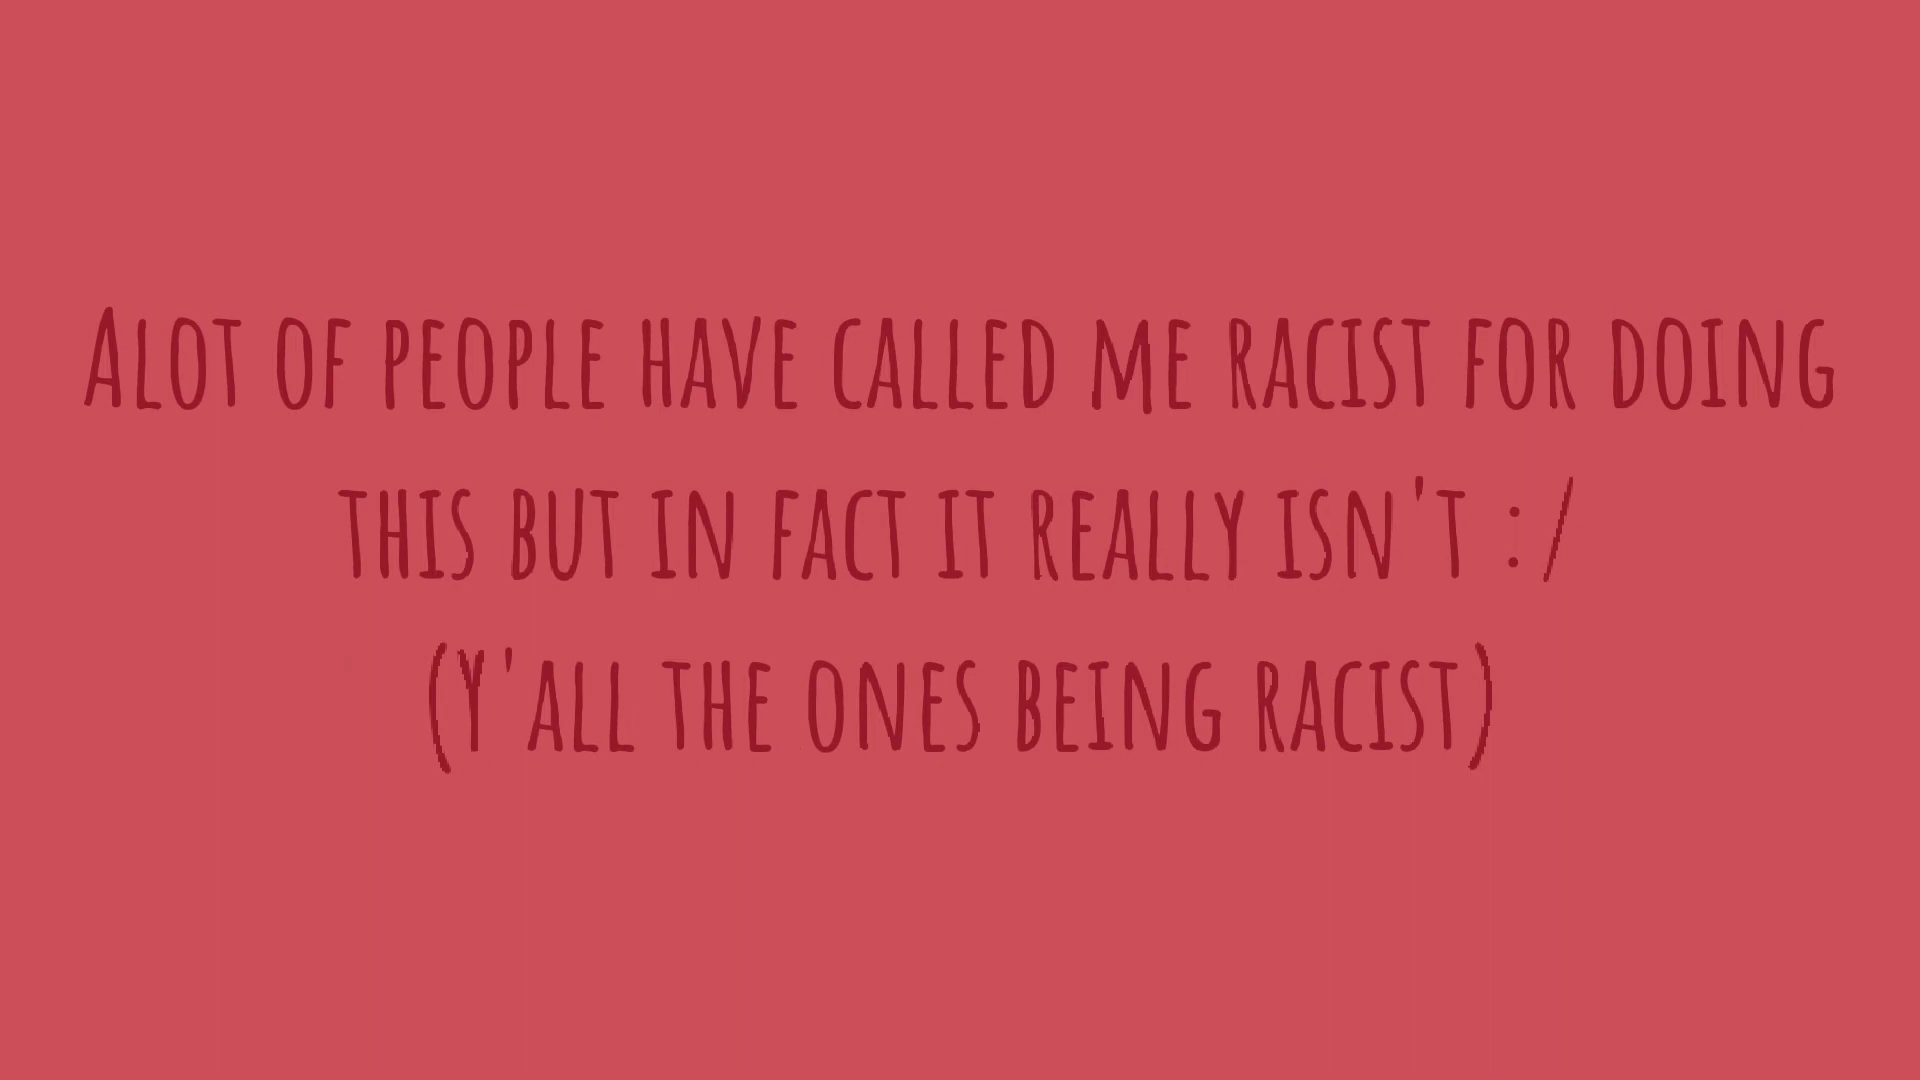 Alot of people have called me racist for doing
this but in fact it really isn't :/
(Y'all the ones being racist)